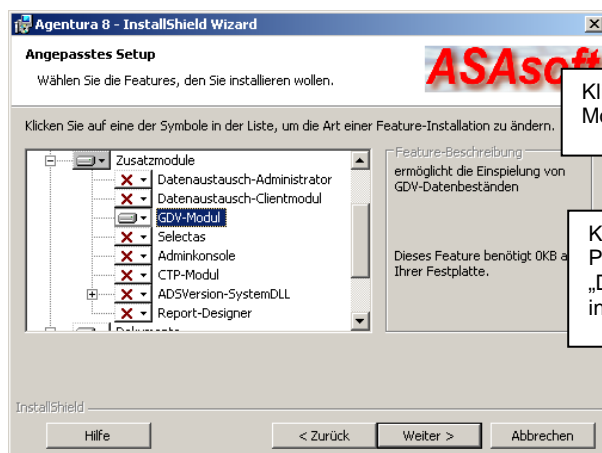 Agentura 8 - InstallShield Wizard
Angepasstes Setup
Wählen Sie die Features, den Sie installieren wollen.
ASAsoft
Klicken Sie auf eine der Symbole in der Liste, um die Art einer Feature-Installation zu ändern.
Zusatzmodule
Datenaustausch-Administrator
Datenaustausch-Clientmodul
GDV-Modul
Selectas
Adminkonsole
CTP-Modul
ADSVersion-SystemDLL
Report-Designer
Feature-Beschreibung
ermöglicht die Einspielung von
GDV-Datenbeständen
Dieses Feature benötigt 0KB a
Ihrer Festplatte.
Kl
M
K
P
„D
in
InstallShield
Hilfe
< Zurück
Weiter >
Abbrechen